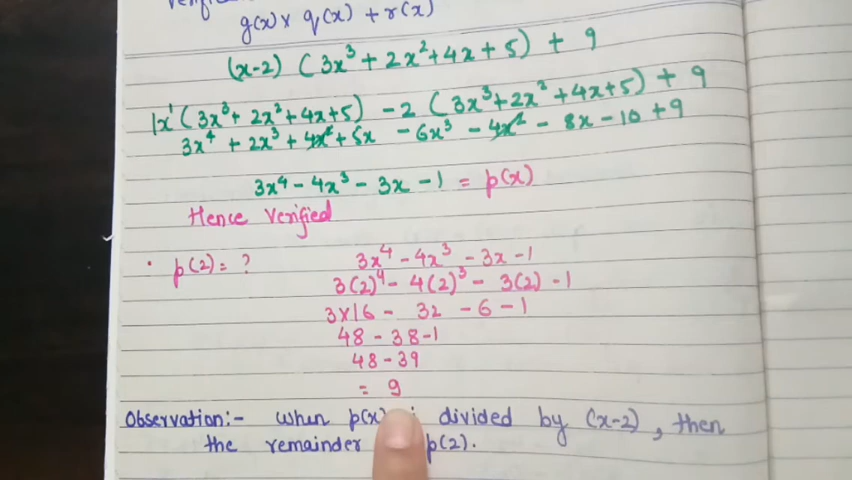 g(x) × q(x) + r(x)
(x-2) (3x³ + 2x² + 4x + 5) + 9
1x¹ (3x³ + 2x² + 4x + 5) - 2 (3x³ + 2x² + 4x + 5) + 9
3x⁴ + 2x³ + 4x² + 5x - 6x³ - 4x² - 8x - 10 + 9
3x⁴ - 4x³ - 3x - 1 = p(x)
Hence Verified
• p(2) = ? 3x⁴ - 4x³ - 3x - 1
3(2)⁴ - 4(2)³ - 3(2) - 1
3×16 - 32 - 6 - 1
48 - 38 - 1
48 - 39
= 9
Observation:- when p(x) divided by (x-2), then
the remainder p(2).